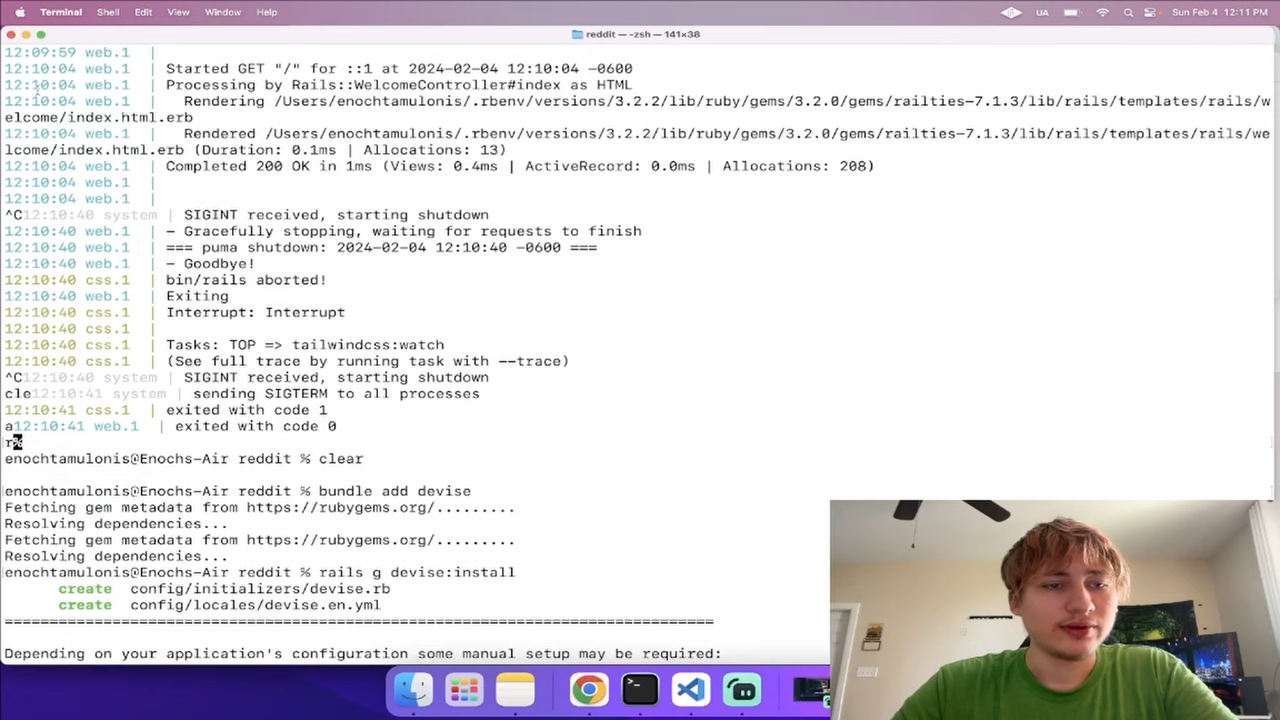 Terminal Shell Edit View Window Help UA Sun Feb 4 12:11 PM
reddit — -zsh — 141×38
12:09:59 web.1 |
12:10:04 web.1 | Started GET "/" for ::1 at 2024-02-04 12:10:04 -0600
12:10:04 web.1 | Processing by Rails::WelcomeController#index as HTML
12:10:04 web.1 | Rendering /Users/enochtamulonis/.rbenv/versions/3.2.2/lib/ruby/gems/3.2.0/gems/railties-7.1.3/lib/rails/templates/rails/w
elcome/index.html.erb
12:10:04 web.1 | Rendered /Users/enochtamulonis/.rbenv/versions/3.2.2/lib/ruby/gems/3.2.0/gems/railties-7.1.3/lib/rails/templates/rails/we
lcome/index.html.erb (Duration: 0.1ms | Allocations: 13)
12:10:04 web.1 | Completed 200 OK in 1ms (Views: 0.4ms | ActiveRecord: 0.0ms | Allocations: 208)
12:10:04 web.1 |
12:10:04 web.1 |
^C12:10:40 system | SIGINT received, starting shutdown
12:10:40 web.1 | - Gracefully stopping, waiting for requests to finish
12:10:40 web.1 | === puma shutdown: 2024-02-04 12:10:40 -0600 ===
12:10:40 web.1 | - Goodbye!
12:10:40 css.1 | bin/rails aborted!
12:10:40 web.1 | Exiting
12:10:40 css.1 | Interrupt: Interrupt
12:10:40 css.1 |
12:10:40 css.1 | Tasks: TOP => tailwindcss:watch
12:10:40 css.1 | (See full trace by running task with --trace)
^C12:10:40 system | SIGINT received, starting shutdown
cle12:10:41 system | sending SIGTERM to all processes
12:10:41 css.1 | exited with code 1
a12:10:41 web.1 | exited with code 0
r%
enochtamulonis@Enochs-Air reddit % clear
enochtamulonis@Enochs-Air reddit % bundle add devise
Fetching gem metadata from https://rubygems.org/.........
Resolving dependencies...
Fetching gem metadata from https://rubygems.org/.........
Resolving dependencies...
enochtamulonis@Enochs-Air reddit % rails g devise:install
create config/initializers/devise.rb
create config/locales/devise.en.yml
===============================================================================
Depending on your application's configuration some manual setup may be required: